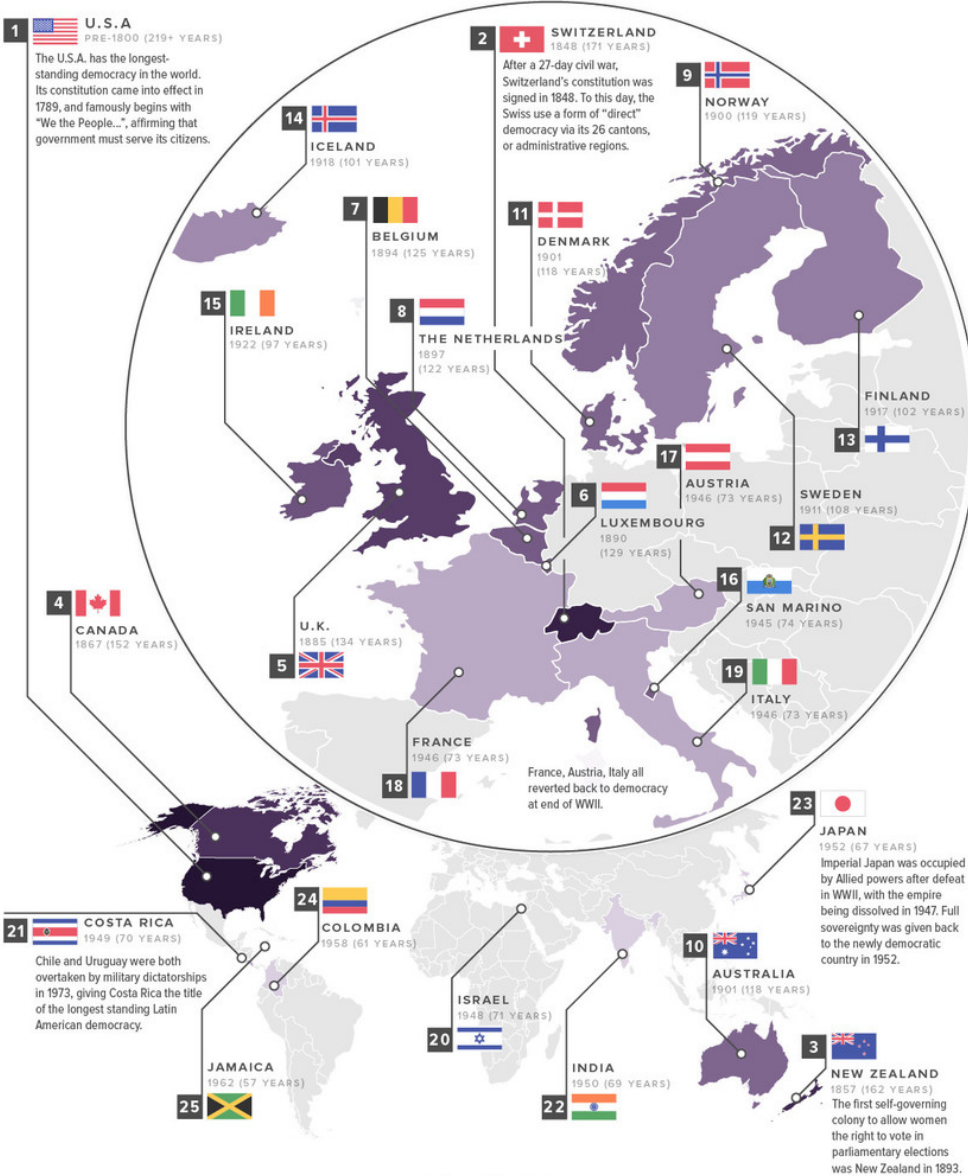 1
U.S.A
PRE-1800 (219+ YEARS)
The U.S.A. has the longest-
standing democracy in the world.
Its constitution came into effect in
1789, and famously begins with
“We the People...”, affirming that
government must serve its citizens.
2
SWITZERLAND
1848 (171 YEARS)
After a 27-day civil war,
Switzerland's constitution was
signed in 1848. To this day, the
Swiss use a form of “direct”
democracy via its 26 cantons,
or administrative regions.
9
NORWAY
1900 (119 YEARS)
14
ICELAND
1918 (101 YEARS)
7
BELGIUM
1894 (125 YEARS)
11
DENMARK
1901
(118 YEARS)
15
IRELAND
1922 (97 YEARS)
8
THE NETHERLANDS
1897
(122 YEARS)
FINLAND
1917 (102 YEARS)
13
17
AUSTRIA
1946 (73 YEARS)
6
LUXEMBOURG
1890
(129 YEARS)
SWEDEN
1911 (108 YEARS)
12
16
SAN MARINO
1945 (74 YEARS)
4
CANADA
1867 (152 YEARS)
U.K.
1885 (134 YEARS)
5
19
ITALY
1946 (73 YEARS)
FRANCE
1946 (73 YEARS)
18
France, Austria, Italy all
reverted back to democracy
at end of WWII.
23
JAPAN
1952 (67 YEARS)
Imperial Japan was occupied
by Allied powers after defeat
in WWII, with the empire
being dissolved in 1947. Full
sovereignty was given back
to the newly democratic
country in 1952.
24
COLOMBIA
1958 (61 YEARS)
21
COSTA RICA
1949 (70 YEARS)
Chile and Uruguay were both
overtaken by military dictatorships
in 1973, giving Costa Rica the title
of the longest standing Latin
American democracy.
10
AUSTRALIA
1901 (118 YEARS)
ISRAEL
1948 (71 YEARS)
20
JAMAICA
1962 (57 YEARS)
25
INDIA
1950 (69 YEARS)
22
3
NEW ZEALAND
1857 (162 YEARS)
The first self-governing
colony to allow women
the right to vote in
parliamentary elections
was New Zealand in 1893.